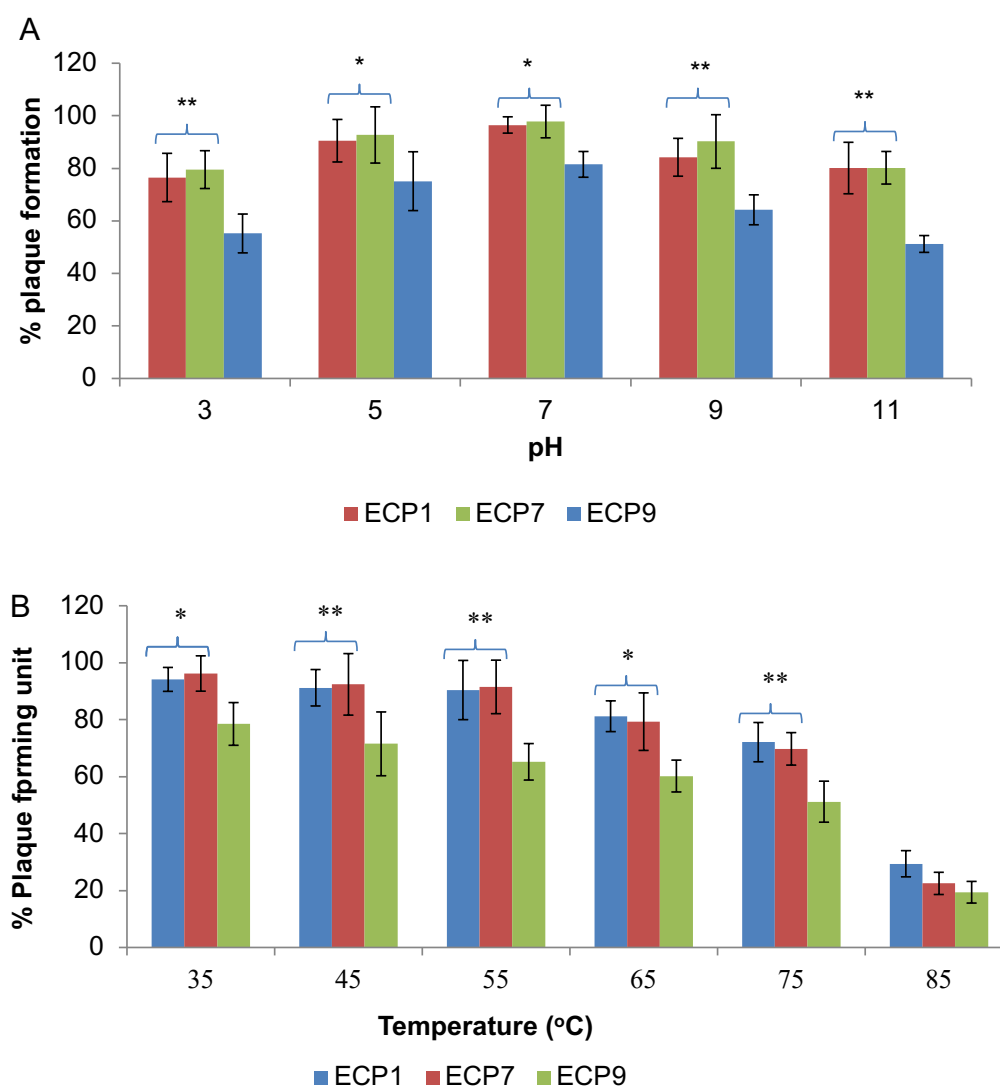 A
120
100
80
60
40
20
0
% plaque formation
** * * ** **
3 5 7 9 11
pH
ECP1 ECP7 ECP9
B
120
100
80
60
40
20
0
% Plaque fprming unit
* ** ** * **
35 45 55 65 75 85
Temperature (oC)
ECP1 ECP7 ECP9